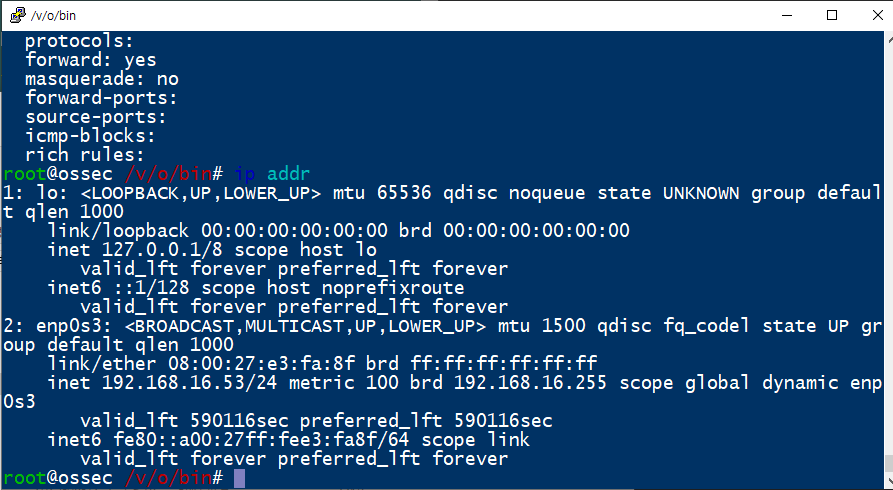 /v/o/bin
  protocols:
  forward: yes
  masquerade: no
  forward-ports:
  source-ports:
  icmp-blocks:
  rich rules:
root@ossec /v/o/bin# ip addr
1: lo: <LOOPBACK,UP,LOWER_UP> mtu 65536 qdisc noqueue state UNKNOWN group defaul
t qlen 1000
    link/loopback 00:00:00:00:00:00 brd 00:00:00:00:00:00
    inet 127.0.0.1/8 scope host lo
       valid_lft forever preferred_lft forever
    inet6 ::1/128 scope host noprefixroute
       valid_lft forever preferred_lft forever
2: enp0s3: <BROADCAST,MULTICAST,UP,LOWER_UP> mtu 1500 qdisc fq_codel state UP gr
oup default qlen 1000
    link/ether 08:00:27:e3:fa:8f brd ff:ff:ff:ff:ff:ff
    inet 192.168.16.53/24 metric 100 brd 192.168.16.255 scope global dynamic enp
0s3
       valid_lft 590116sec preferred_lft 590116sec
    inet6 fe80::a00:27ff:fee3:fa8f/64 scope link
       valid_lft forever preferred_lft forever
root@ossec /v/o/bin#